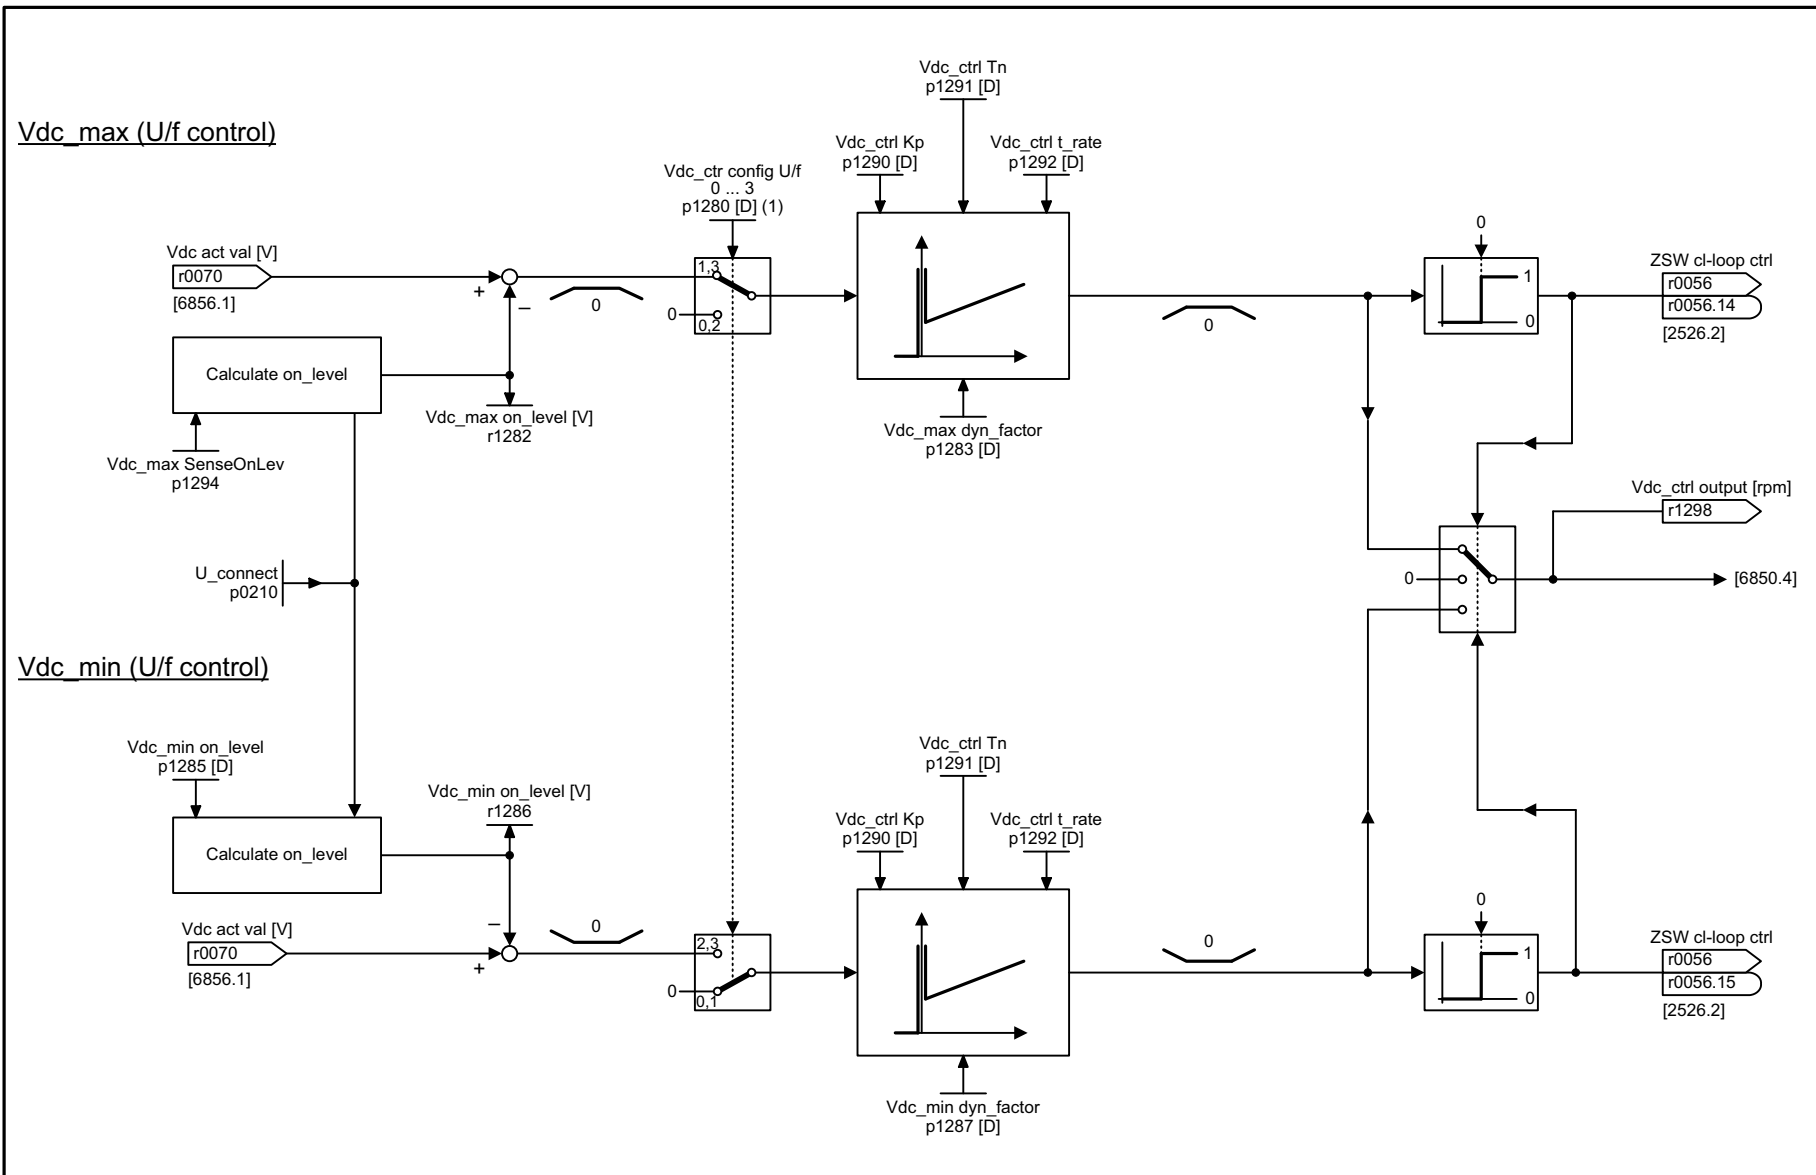 Vdc_max (U/f control)
Vdc_ctrl Tn
p1291 [D]
Vdc_ctrl Kp
p1290 [D]
Vdc_ctrl t_rate
p1292 [D]
Vdc_ctr config U/f
0 ... 3
p1280 [D] (1)
Vdc act val [V]
r0070
[6856.1]
+
–
0
1,3
0
0,2
0
0
1
0
ZSW cl-loop ctrl
r0056
r0056.14
[2526.2]
Calculate on_level
Vdc_max on_level [V]
r1282
Vdc_max SenseOnLev
p1294
Vdc_max dyn_factor
p1283 [D]
Vdc_ctrl output [rpm]
r1298
U_connect
p0210
0
[6850.4]
Vdc_min (U/f control)
Vdc_min on_level
p1285 [D]
Vdc_min on_level [V]
r1286
Calculate on_level
Vdc_ctrl Tn
p1291 [D]
Vdc_ctrl Kp
p1290 [D]
Vdc_ctrl t_rate
p1292 [D]
Vdc act val [V]
r0070
[6856.1]
–
+
0
2,3
0
0,1
0
0
1
0
ZSW cl-loop ctrl
r0056
r0056.15
[2526.2]
Vdc_min dyn_factor
p1287 [D]